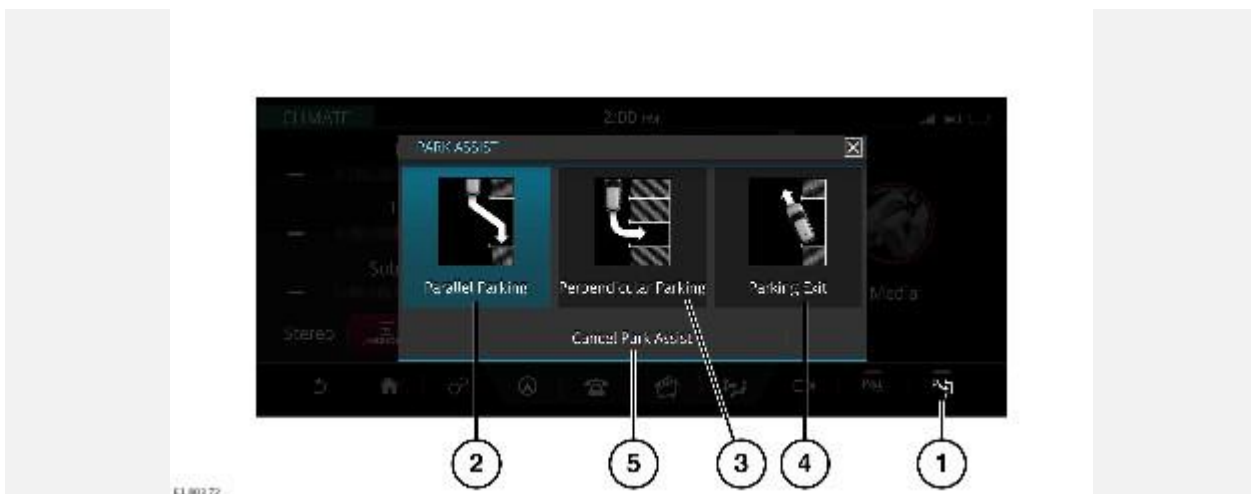 CLIMATE 2:00 PM
PARK ASSIST
Parallel Parking Perpendicular Parking Parking Exit
Media
Stereo
Cancel Park Assist
2 5 3 4 1